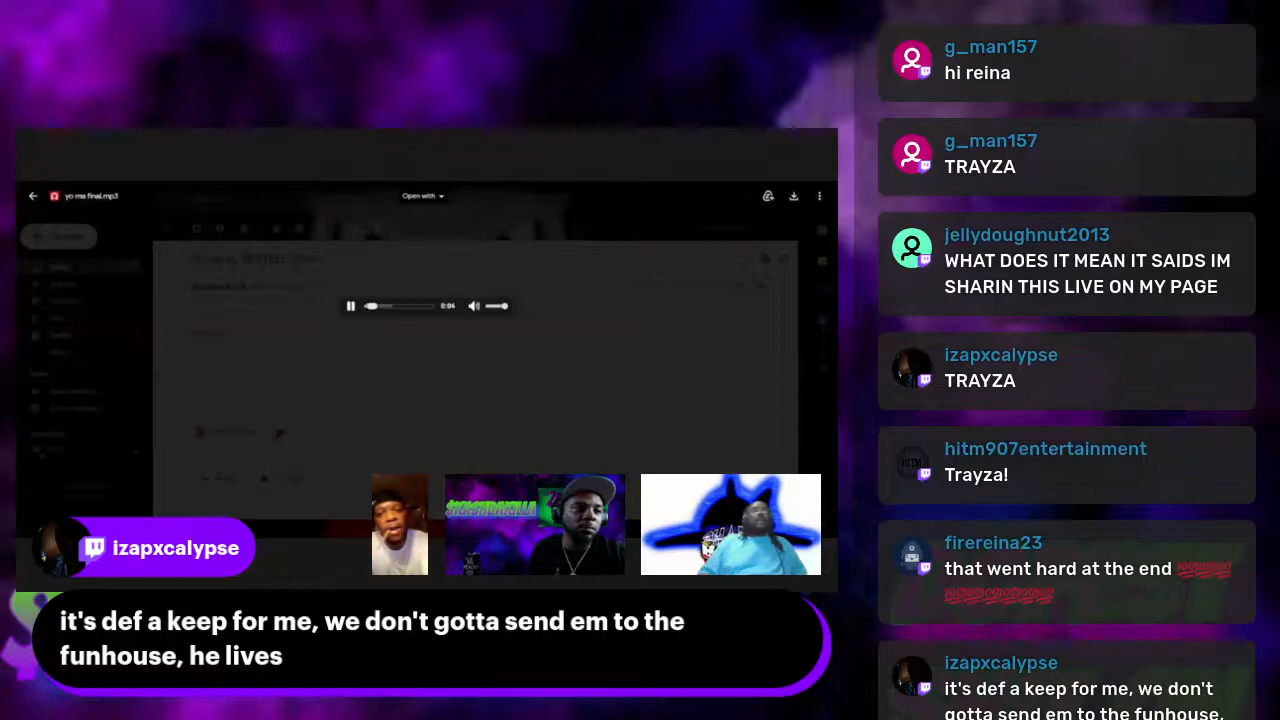 g_man157
hi reina
g_man157
TRAYZA
jellydoughnut2013
WHAT DOES IT MEAN IT SAIDS IM
SHARIN THIS LIVE ON MY PAGE
izapxcalypse
TRAYZA
hitm907entertainment
Trayza!
firereina23
that went hard at the end 💯💯💯
💯💯💯💯💯💯
izapxcalypse
it's def a keep for me, we don't
gotta send em to the funhouse,
yo ma final.mp3
Open with
0:06
izapxcalypse
it's def a keep for me, we don't gotta send em to the
funhouse, he lives